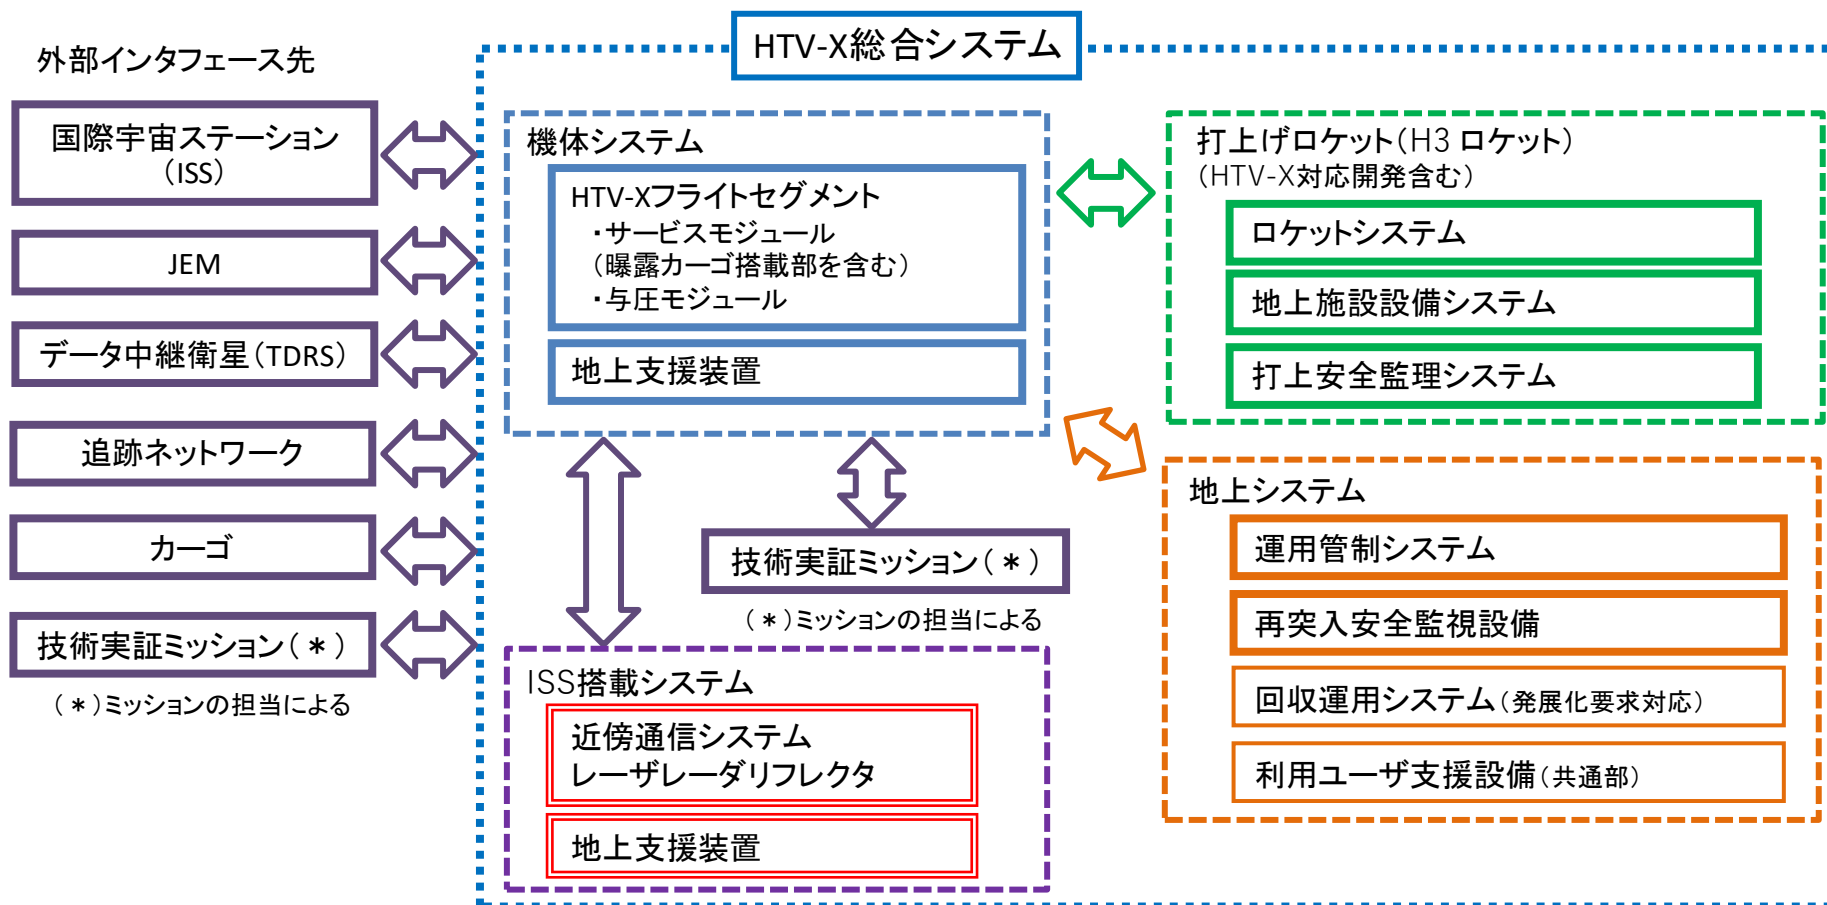 HTV-X総合システム
外部インタフェース先
国際宇宙ステーション
(ISS)
JEM
データ中継衛星(TDRS)
追跡ネットワーク
カーゴ
技術実証ミッション(＊)
(＊)ミッションの担当による
機体システム
HTV-Xフライトセグメント
・サービスモジュール
(曝露カーゴ搭載部を含む)
・与圧モジュール
地上支援装置
技術実証ミッション(＊)
(＊)ミッションの担当による
ISS搭載システム
近傍通信システム
レーザレーダリフレクタ
地上支援装置
打上げロケット(H3 ロケット)
(HTV-X対応開発含む)
ロケットシステム
地上施設設備システム
打上安全監理システム
地上システム
運用管制システム
再突入安全監視設備
回収運用システム(発展化要求対応)
利用ユーザ支援設備(共通部)